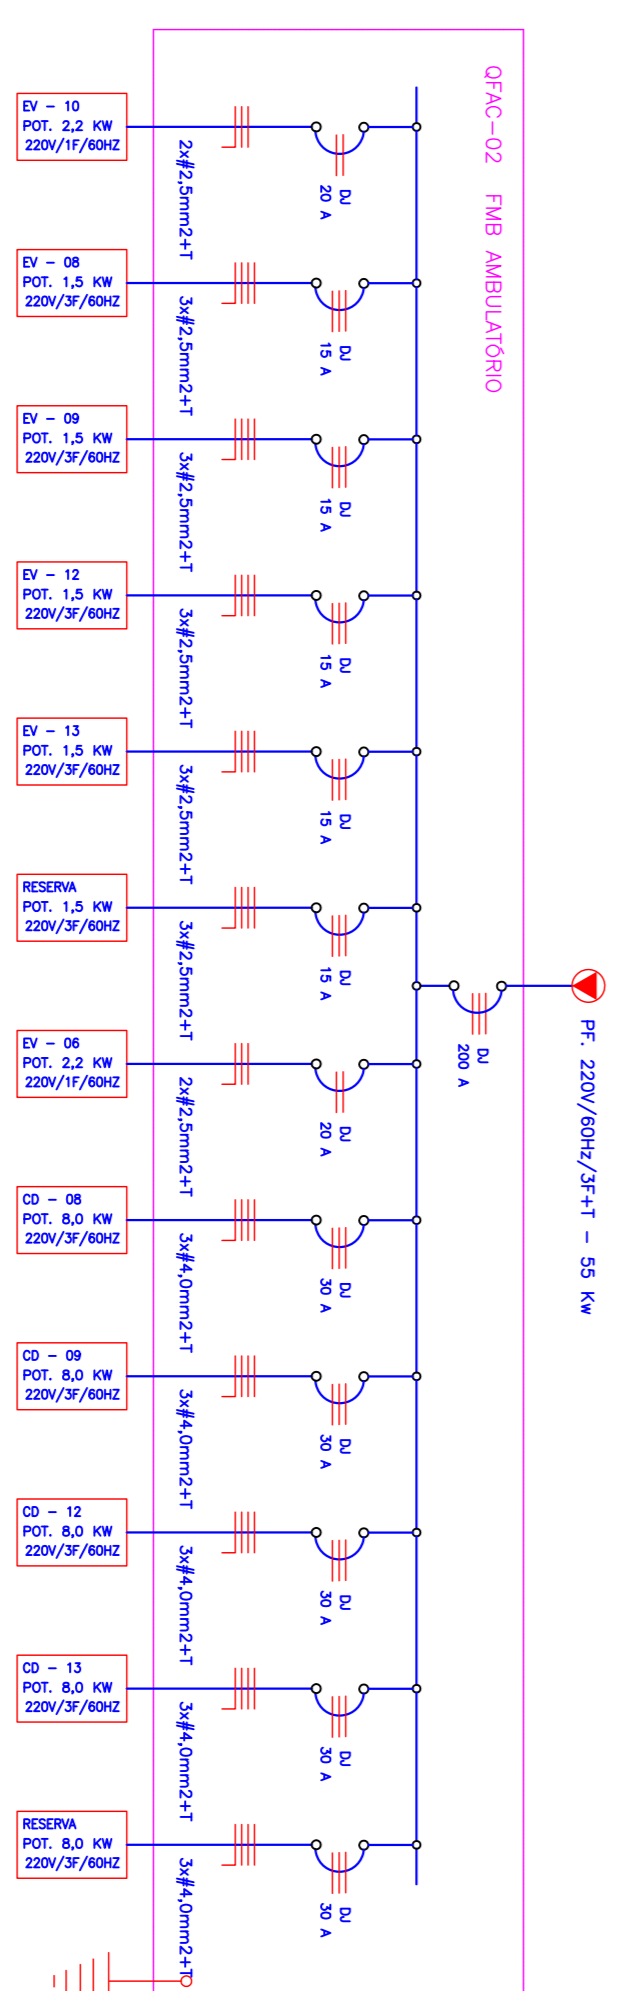 QFAC-02 FMB AMBULATÓRIO
PF. 220V/60Hz/3F+T - 55 Kw
DJ
200 A
EV - 10
POT. 2,2 KW
220V/1F/60HZ
2x#2,5mm2+T
DJ
20 A
EV - 08
POT. 1,5 KW
220V/3F/60HZ
3x#2,5mm2+T
DJ
15 A
EV - 09
POT. 1,5 KW
220V/3F/60HZ
3x#2,5mm2+T
DJ
15 A
EV - 12
POT. 1,5 KW
220V/3F/60HZ
3x#2,5mm2+T
DJ
15 A
EV - 13
POT. 1,5 KW
220V/3F/60HZ
3x#2,5mm2+T
DJ
15 A
RESERVA
POT. 1,5 KW
220V/3F/60HZ
3x#2,5mm2+T
DJ
15 A
EV - 06
POT. 2,2 KW
220V/1F/60HZ
2x#2,5mm2+T
DJ
20 A
CD - 08
POT. 8,0 KW
220V/3F/60HZ
3x#4,0mm2+T
DJ
30 A
CD - 09
POT. 8,0 KW
220V/3F/60HZ
3x#4,0mm2+T
DJ
30 A
CD - 12
POT. 8,0 KW
220V/3F/60HZ
3x#4,0mm2+T
DJ
30 A
CD - 13
POT. 8,0 KW
220V/3F/60HZ
3x#4,0mm2+T
DJ
30 A
RESERVA
POT. 8,0 KW
220V/3F/60HZ
3x#4,0mm2+T
DJ
30 A